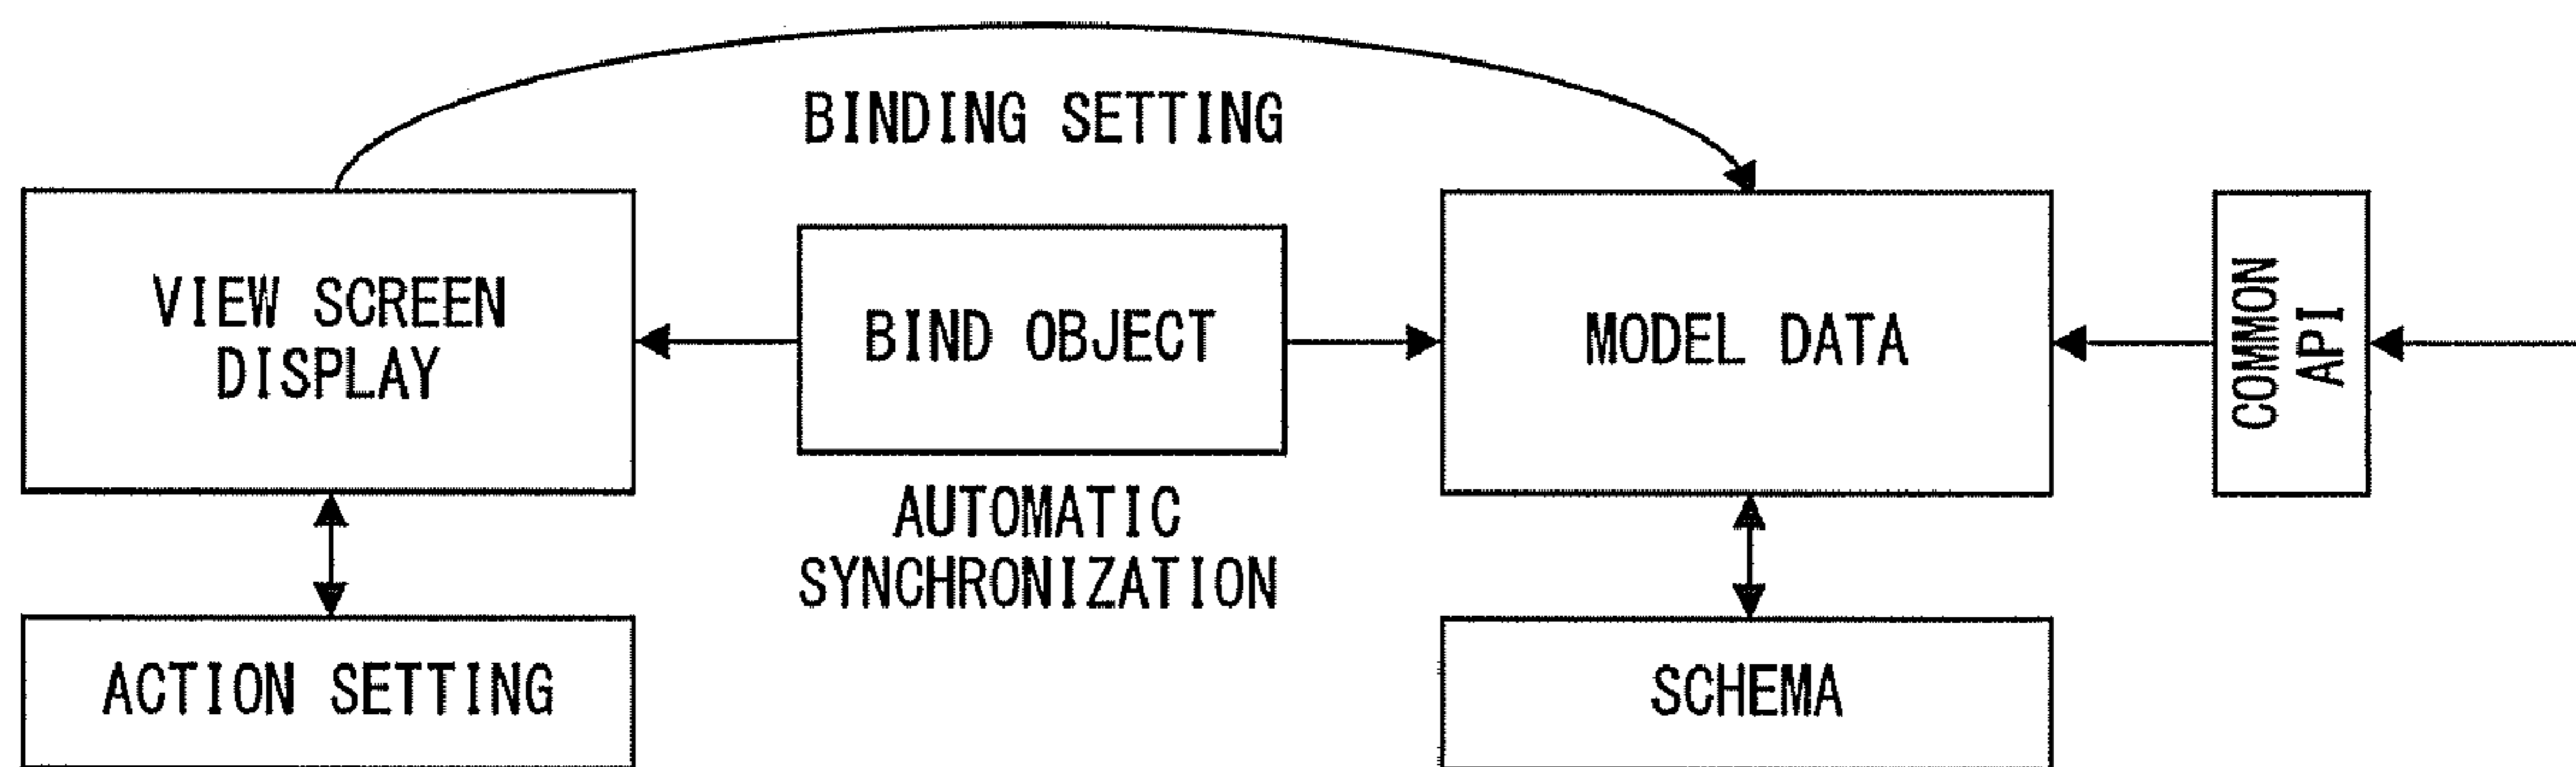 BINDING SETTING
VIEW SCREEN
DISPLAY
BIND OBJECT
MODEL DATA
COMMON
API
AUTOMATIC
SYNCHRONIZATION
ACTION SETTING
SCHEMA